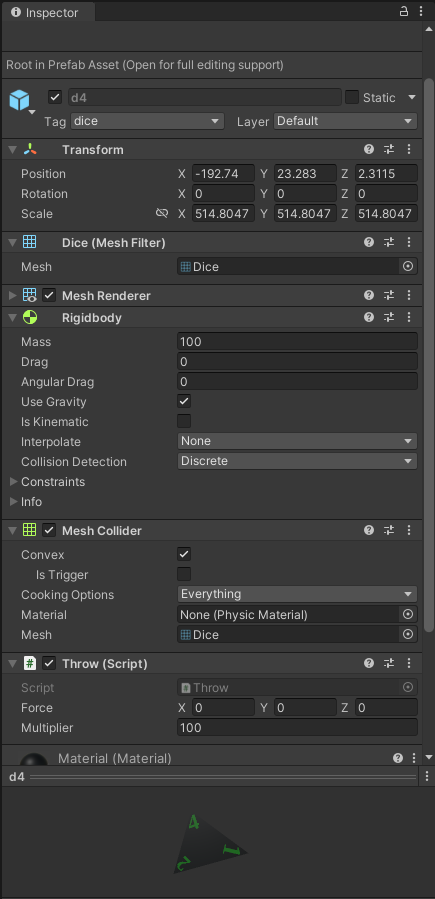 Inspector
Root in Prefab Asset (Open for full editing support)
d4 Static
Tag dice Layer Default
Transform
Position X -192.74 Y 23.283 Z 2.3115
Rotation X 0 Y 0 Z 0
Scale X 514.8047 Y 514.8047 Z 514.8047
Dice (Mesh Filter)
Mesh Dice
Mesh Renderer
Rigidbody
Mass 100
Drag 0
Angular Drag 0
Use Gravity
Is Kinematic
Interpolate None
Collision Detection Discrete
Constraints
Info
Mesh Collider
Convex
Is Trigger
Cooking Options Everything
Material None (Physic Material)
Mesh Dice
# Throw (Script)
Script # Throw
Force X 0 Y 0 Z 0
Multiplier 100
Material (Material)
d4
4
2 1